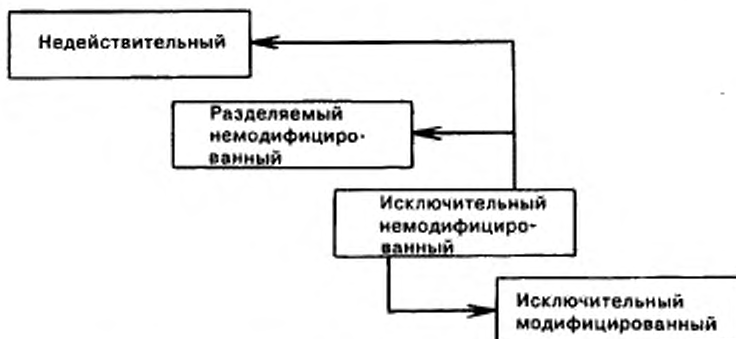 Недействительный
Разделяемый
немодифициро-
ванный
Исключительный
немодифициро-
ванный
Исключительный
модифицированный